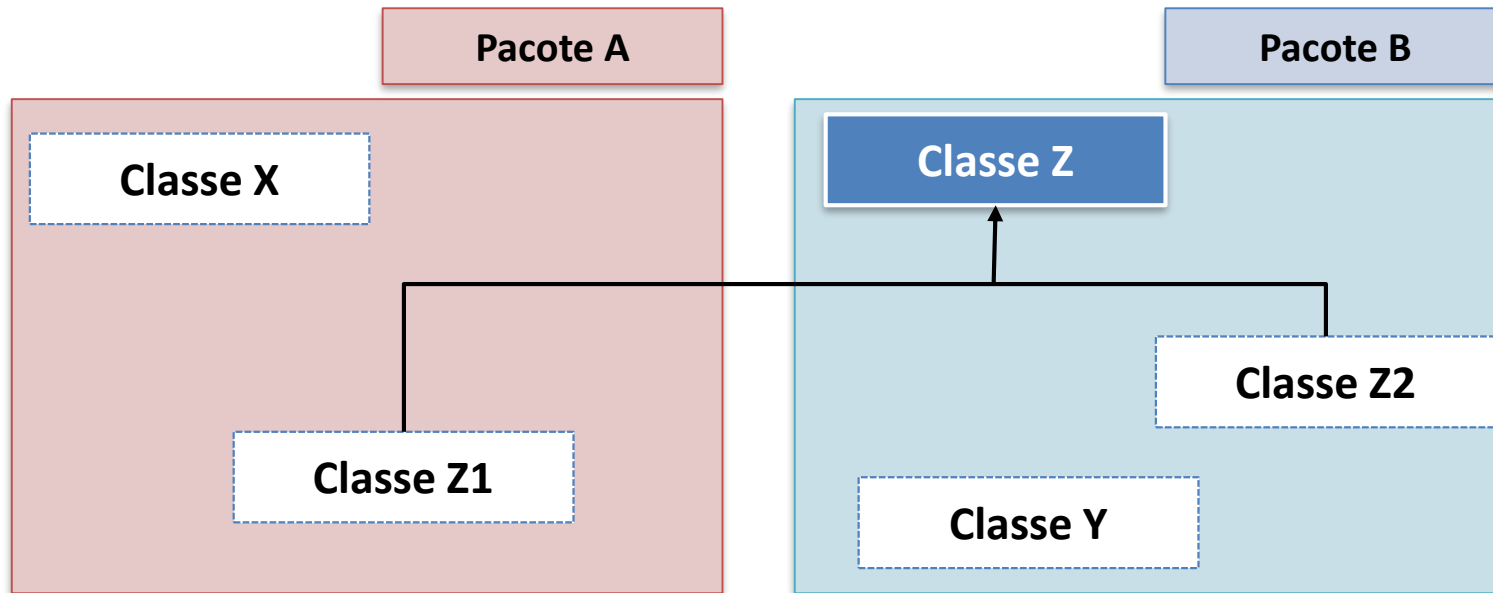 Pacote A
Pacote B
Classe X
Classe Z
Classe Z2
Classe Z1
Classe Y